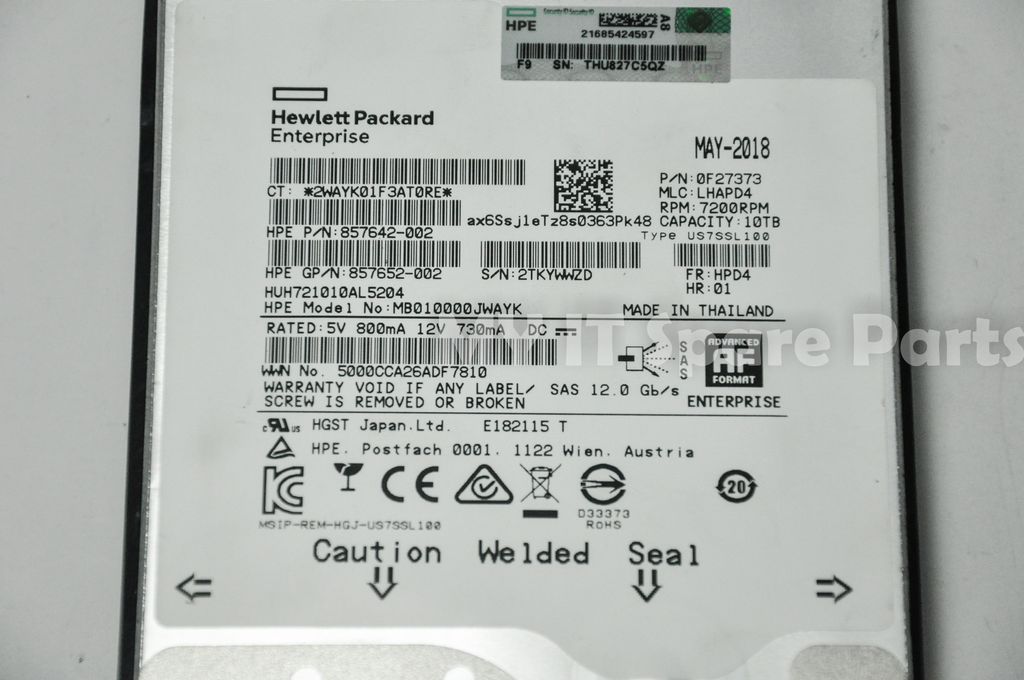 HPE
A8
21685424597
F9 SN: THU827C5QZ
HPE
Hewlett Packard
Enterprise
MAY-2018
P/N:0F27373
MLC:LHAPD4
RPM:7200RPM
CAPACITY:10TB
Type US7SSL100
CT: *2WAYK01F3AT0RE*
ax6Ssj1eTz8s0363Pk48
HPE P/N:857642-002
HPE GP/N:857652-002 S/N:2TKYWWZD FR:HPD4
HR:01
HUH721010AL5204
HPE Model No:MB010000JWAYK MADE IN THAILAND
RATED:5V 800mA 12V 730mA DC
IT Spare Parts
SAS
ADVANCED
AF
FORMAT
WWN No. 5000CCA26ADF7810
WARRANTY VOID IF ANY LABEL/ SAS 12.0 Gb/s
SCREW IS REMOVED OR BROKEN ENTERPRISE
c RU us HGST Japan.Ltd. E182115 T
HPE. Postfach 0001. 1122 Wien. Austria
KC CE 20
D33373
ROHS
MSIP-REM-HGJ-US7SSL100
Caution Welded Seal